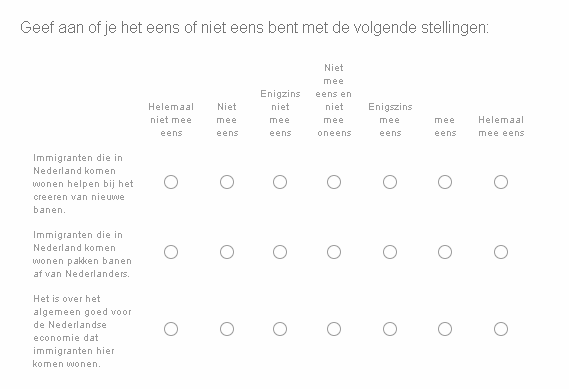 Geef aan of je het eens of niet eens bent met de volgende stellingen:
Helemaal
niet mee
eens
Niet
mee
eens
Enigzins
niet
mee
eens
Niet
mee
eens en
niet
mee
oneens
Enigszins
mee
eens
mee
eens
Helemaal
mee eens
Immigranten die in
Nederland komen
wonen helpen bij het
creeren van nieuwe
banen.
Immigranten die in
Nederland komen
wonen pakken banen
af van Nederlanders.
Het is over het
algemeen goed voor
de Nederlandse
economie dat
immigranten hier
komen wonen.